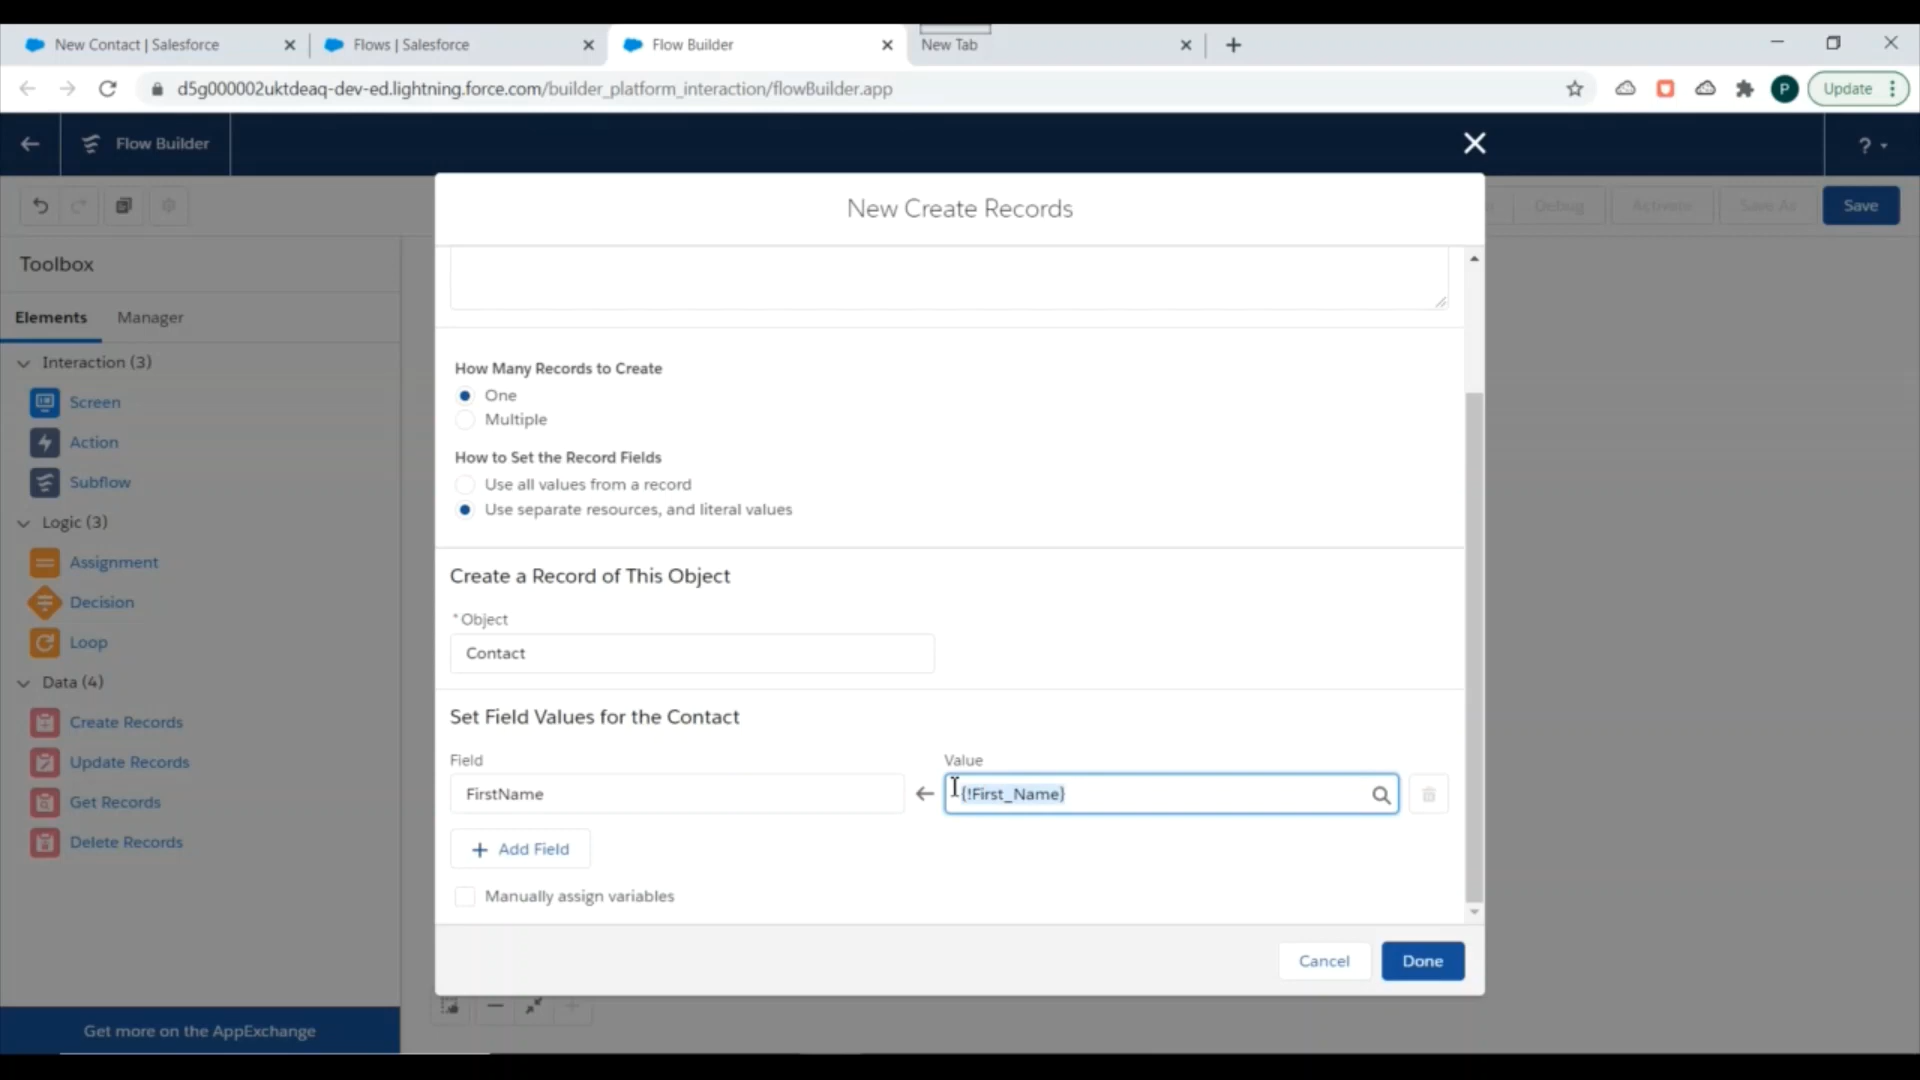 New Contact | Salesforce
Flows | Salesforce
Flow Builder
New Tab
d5g000002uktdeaq-dev-ed.lightning.force.com/builder_platform_interaction/flowBuilder.app
P
Update
Flow Builder
?
New Create Records
Debug
Activate
Save As
Save
Toolbox
Elements
Manager
Interaction (3)
Screen
Action
Subflow
Logic (3)
Assignment
Decision
Loop
Data (4)
Create Records
Update Records
Get Records
Delete Records
Get more on the AppExchange
How Many Records to Create
One
Multiple
How to Set the Record Fields
Use all values from a record
Use separate resources, and literal values
Create a Record of This Object
*Object
Contact
Set Field Values for the Contact
Field
Value
FirstName
{!First_Name}
Add Field
Manually assign variables
Cancel
Done